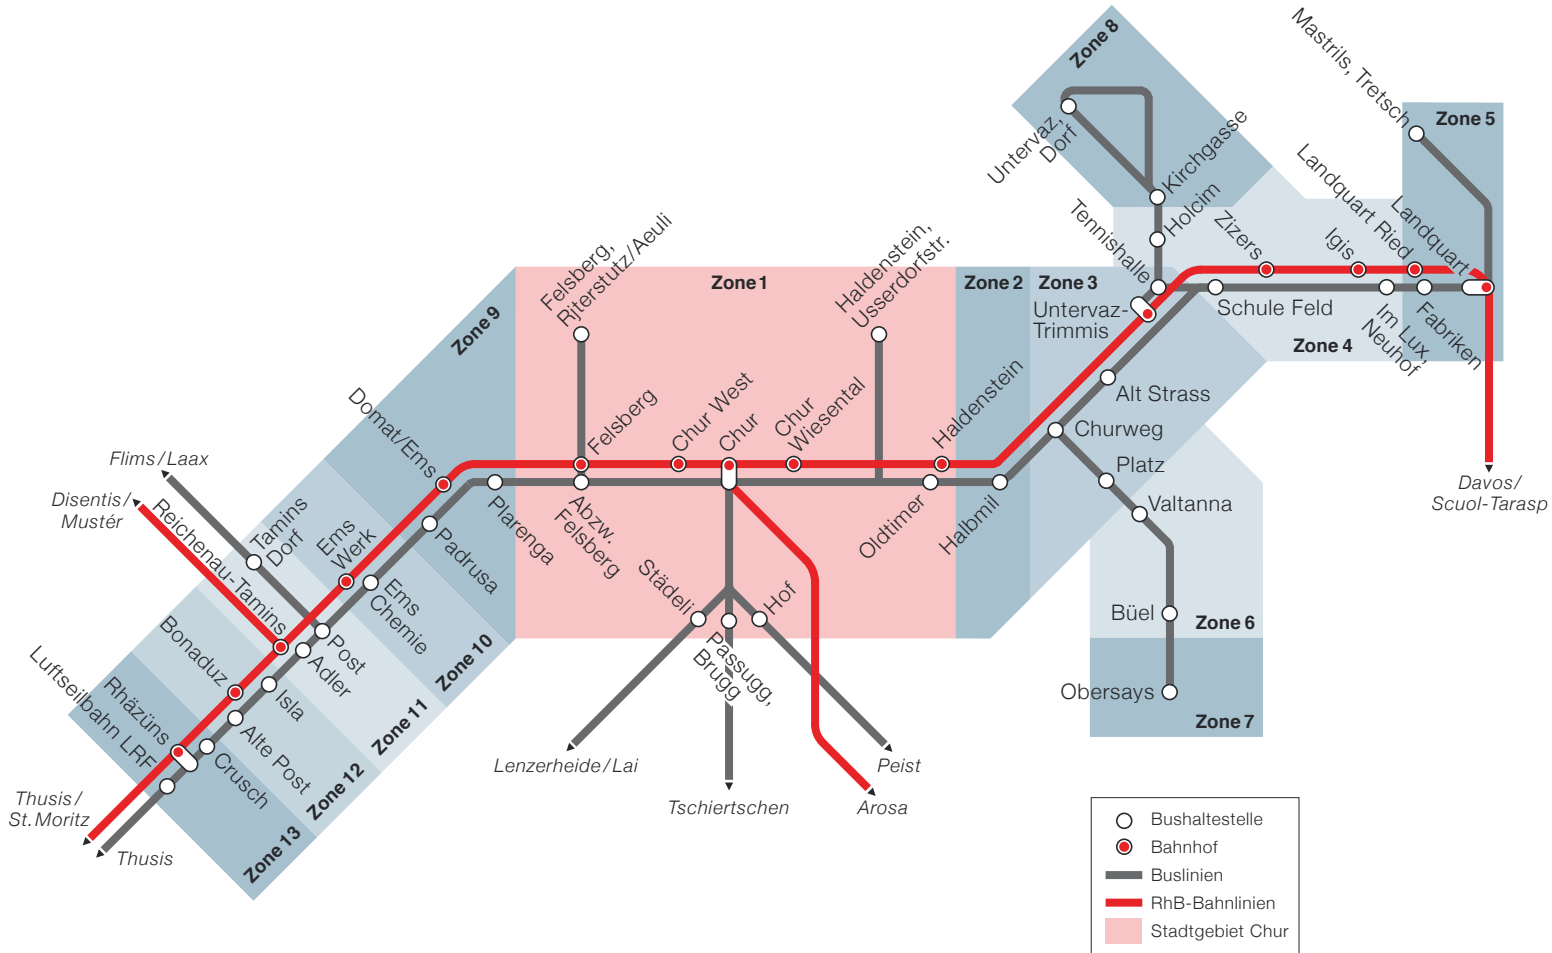 Zone 8
Mastrils, Tretsch
Zone 5
Untervaz,
Dorf
Kirchgasse
Holcim
Tennishalle
Zizers
Igis
Landquart Ried
Landquart
Felsberg,
Rjterstutz/Aeuli
Zone 1
Haldenstein,
Usserdorfstr.
Zone 2
Zone 3
Untervaz-
Trimmis
Schule Feld
Im Lux,
Neuhof
Fabriken
Zone 4
Zone 9
Domat/Ems
Felsberg
Chur West
Chur
Chur
Wiesental
Haldenstein
Alt Strass
Churweg
Platz
Valtanna
Flims/Laax
Disentis/
Mustér
Reichenau-Tamins
Tamins
Dorf
Ems
Werk
Plarenga
Padrusa
Abzw.
Felsberg
Oldtimer
Halbmil
Davos/
Scuol-Tarasp
Ems
Chemie
Städeli
Hof
Passugg,
Brugg
Büel
Zone 6
Obersays
Zone 7
Bonaduz
Post
Adler
Isla
Zone 10
Zone 11
Luftseilbahn LRF
Rhäzüns
Alte Post
Crusch
Zone 12
Zone 13
Thusis/
St. Moritz
Thusis
Lenzerheide/Lai
Tschiertschen
Peist
Arosa
Bushaltestelle
Bahnhof
Buslinien
RhB-Bahnlinien
Stadtgebiet Chur